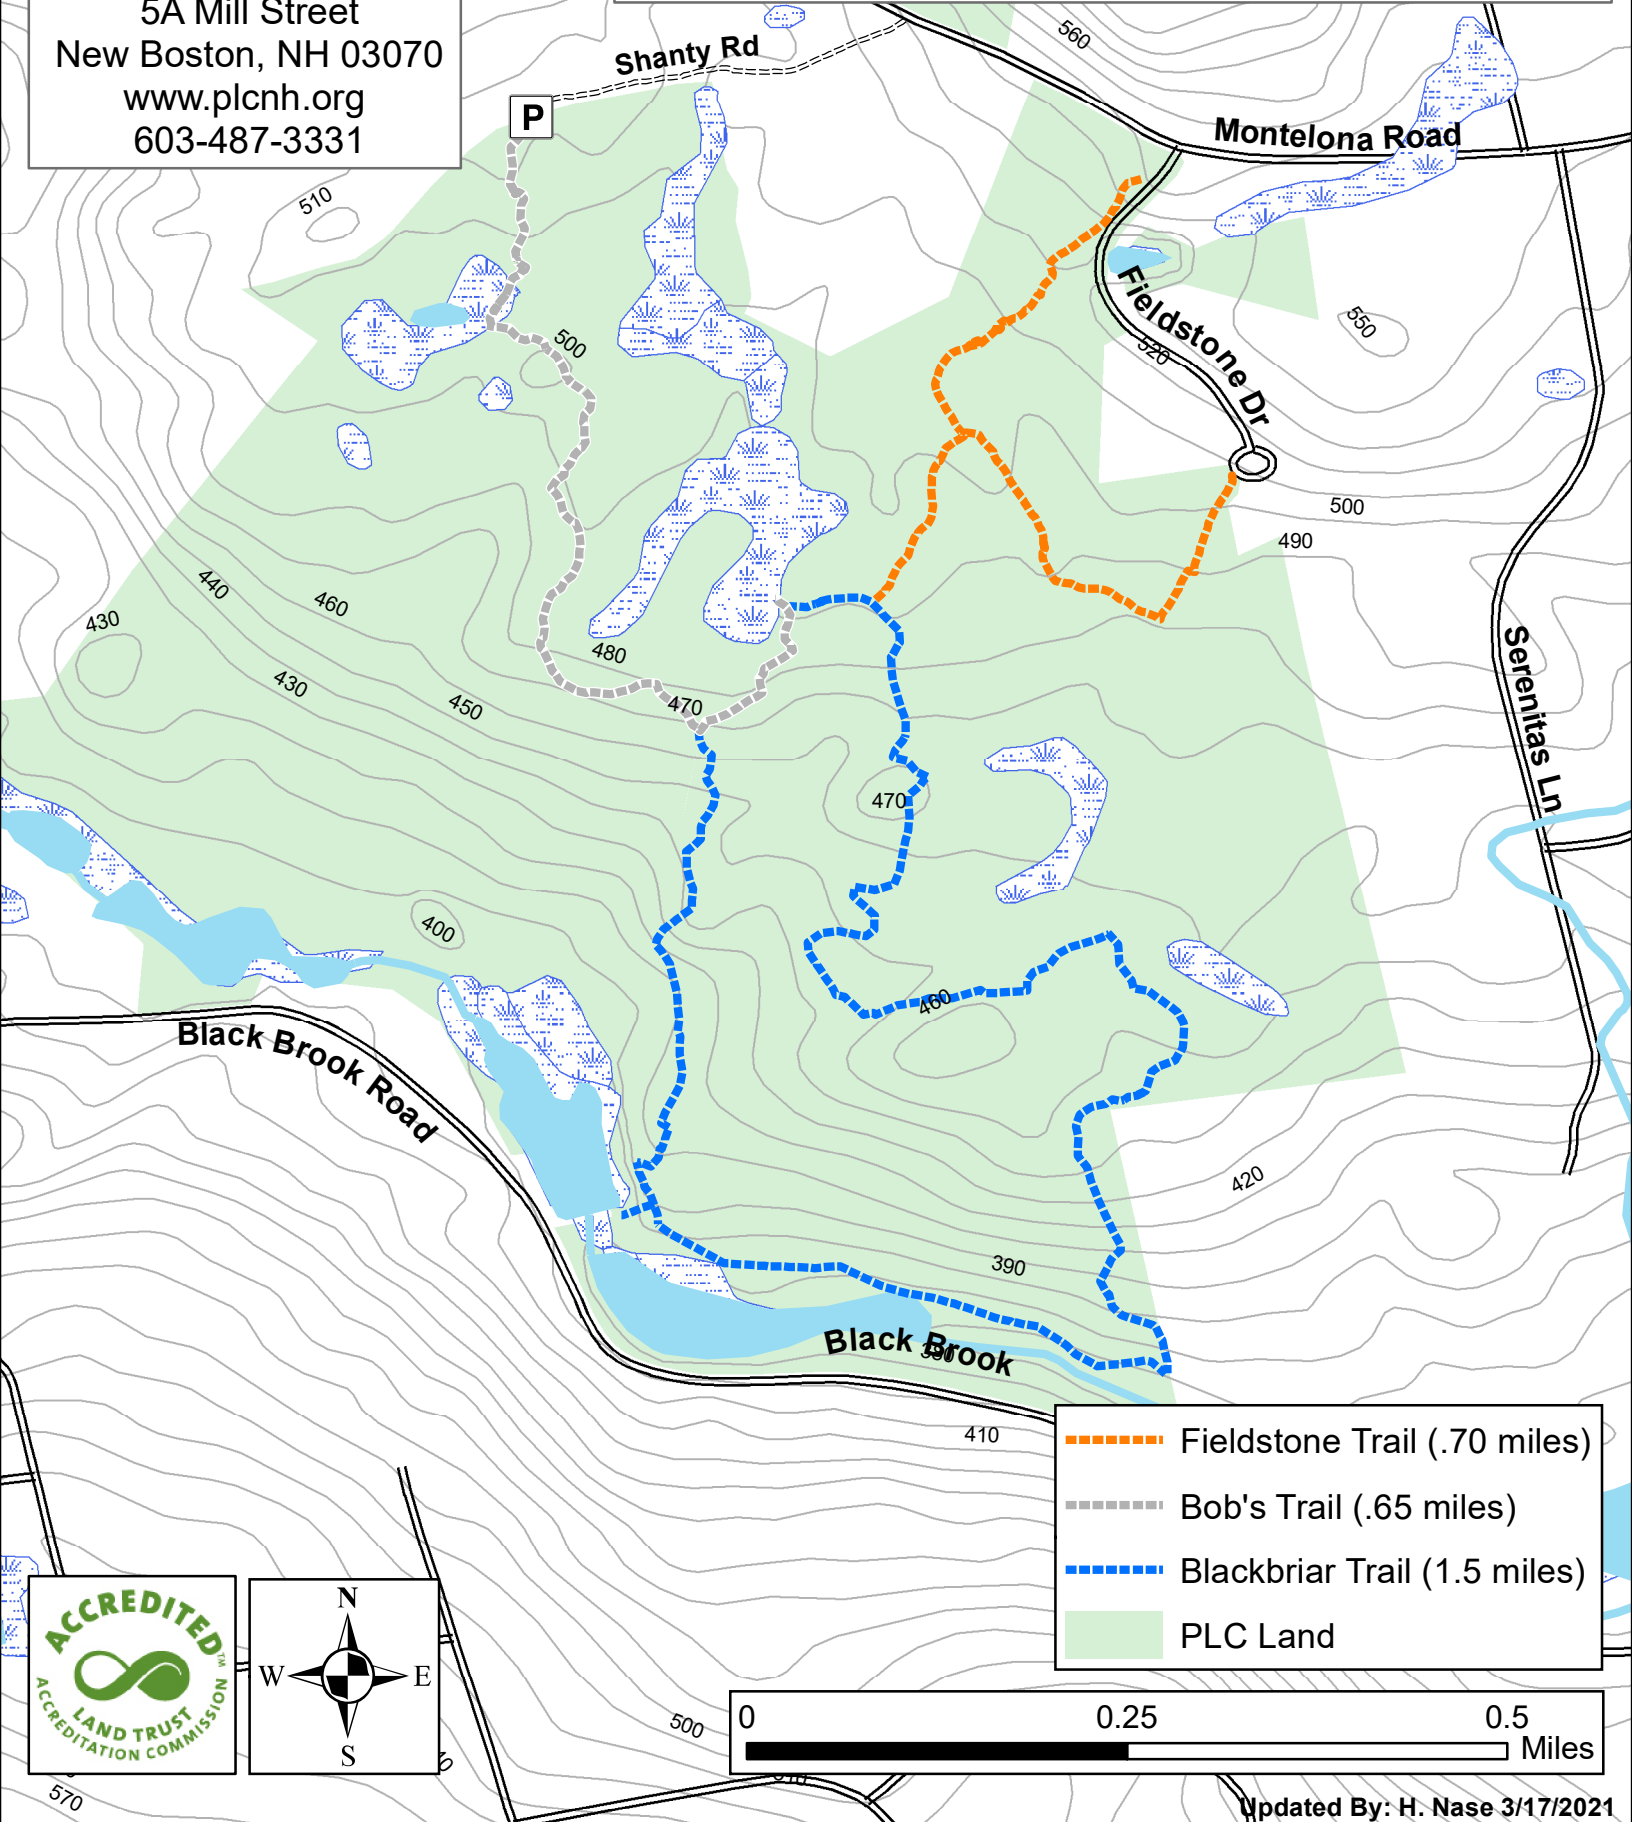 5A Mill Street
New Boston, NH 03070
www.plcnh.org
603-487-3331
Shanty Rd
P
560
Montelona Road
510
Fieldstone Dr
550
520
500
500
490
440
460
430
480
430
450
470
Serenitas Ln
470
400
460
Black Brook Road
420
390
Black Brook
380
410
Fieldstone Trail (.70 miles)
Bob's Trail (.65 miles)
Blackbriar Trail (1.5 miles)
PLC Land
ACCREDITED™
LAND TRUST
ACCREDITATION COMMISSION
N
W
E
S
500
0
0.25
0.5
Miles
570
Updated By: H. Nase 3/17/2021